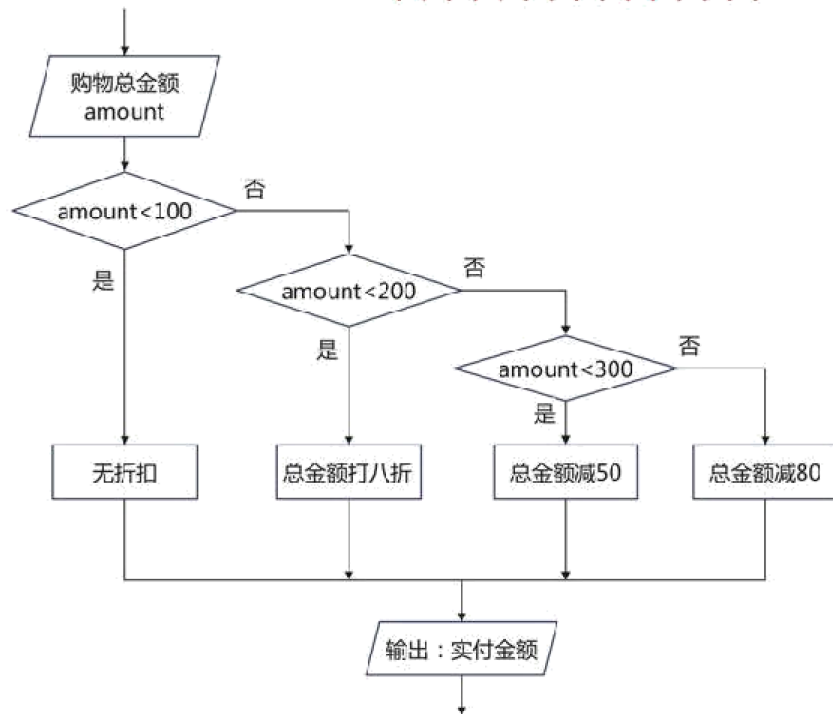 购物总金额
amount
amount<100
否
是
amount<200
否
是
amount<300
否
是
无折扣
总金额打八折
总金额减50
总金额减80
输出：实付金额